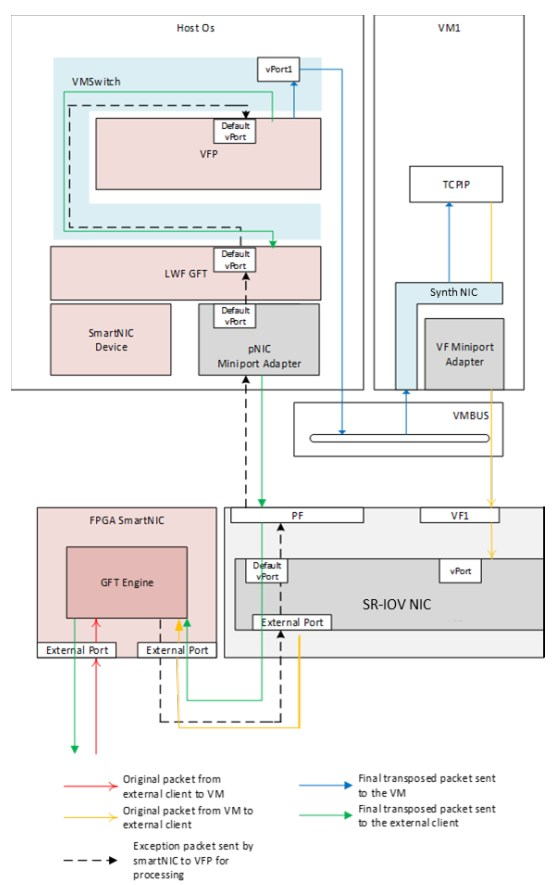 Host Os
VM1
vPort1
VMSwitch
Default
vPort
VFP
TCPIP
Default
vPort
LWF GFT
Synth NIC
Default
vPort
SmartNIC
Device
pNIC
Miniport Adapter
VF Miniport
Adapter
VMBUS
FPGA SmartNIC
PF
VF1
GFT Engine
Default
vPort
vPort
SR-IOV NIC
External Port
External Port
External Port
Original packet from
external client to VM
Final transposed packet sent
to the VM
Original packet from VM to
external client
Final transposed packet sent
to the external client
Exception packet sent by
smartNIC to VFP for
processing